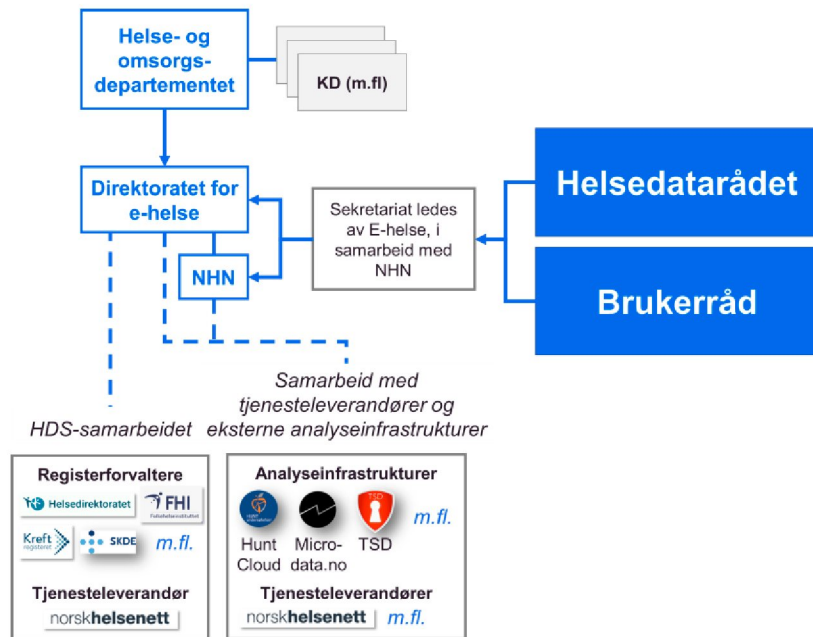 Helse- og
omsorgs-
departementet
KD (m.fl)
Direktoratet for
e-helse
NHN
Sekretariat ledes
av E-helse, i
samarbeid med
NHN
Helsedatarådet
Brukerråd
HDS-samarbeidet
Samarbeid med
tjenesteleverandører og
eksterne analyseinfrastrukturer
Registerforvaltere
Helsedirektoratet
FHI
Folkehelseinstituttet
Kreft
registeret
SKDE
m.fl.
Tjenesteleverandør
norskhelsenett
Analyseinfrastrukturer
TSD
m.fl.
Hunt
Cloud
Micro-
data.no
TSD
Tjenesteleverandører
norskhelsenett
m.fl.